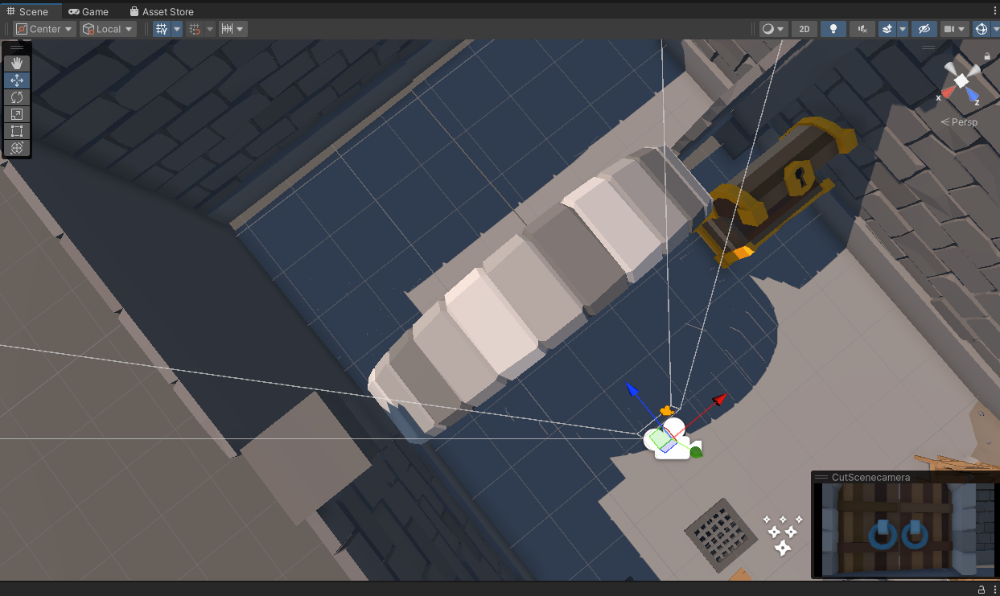 Scene Game Asset Store
Center Local 2D
x z
Persp
CutScenecamera